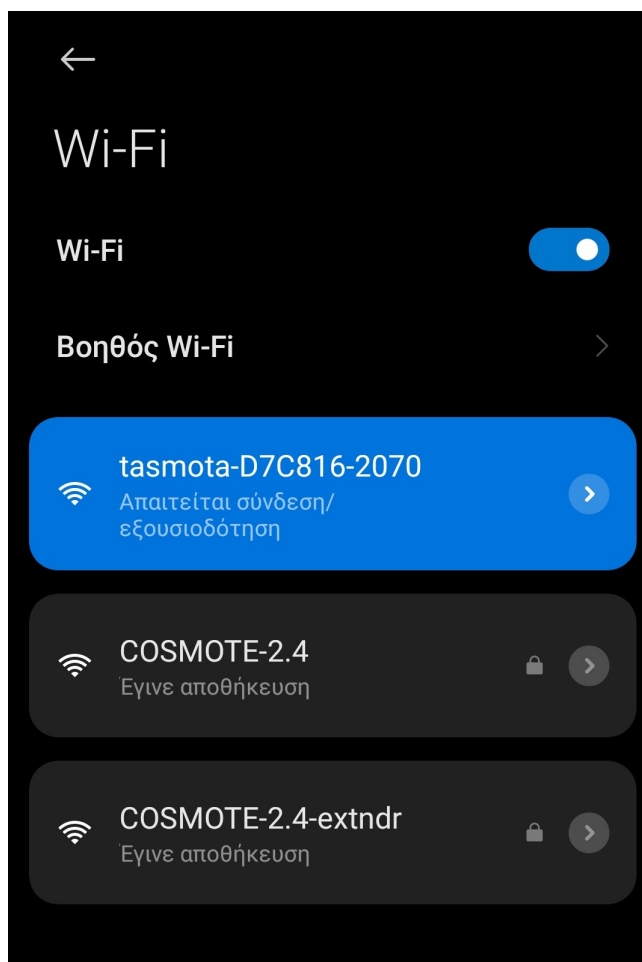 Wi-Fi
Wi-Fi
Βοηθός Wi-Fi
tasmota-D7C816-2070
Απαιτείται σύνδεση/
εξουσιοδότηση
COSMOTE-2.4
Έγινε αποθήκευση
COSMOTE-2.4-extndr
Έγινε αποθήκευση